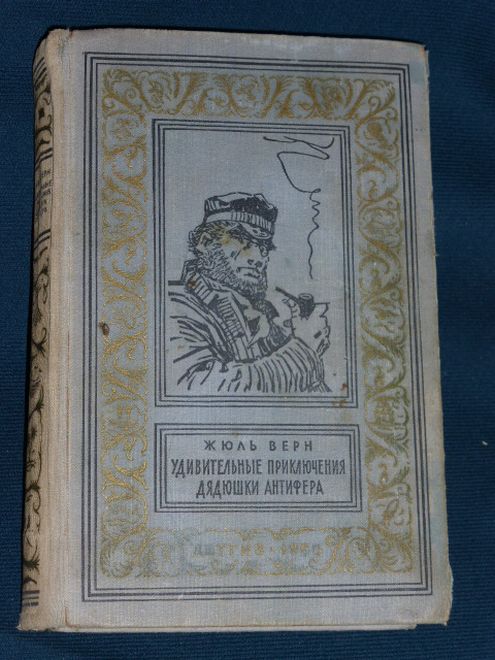 ЖЮЛЬ ВЕРН
УДИВИТЕЛЬНЫЕ ПРИКЛЮЧЕНИЯ
ДЯДЮШКИ АНТИФЕРА